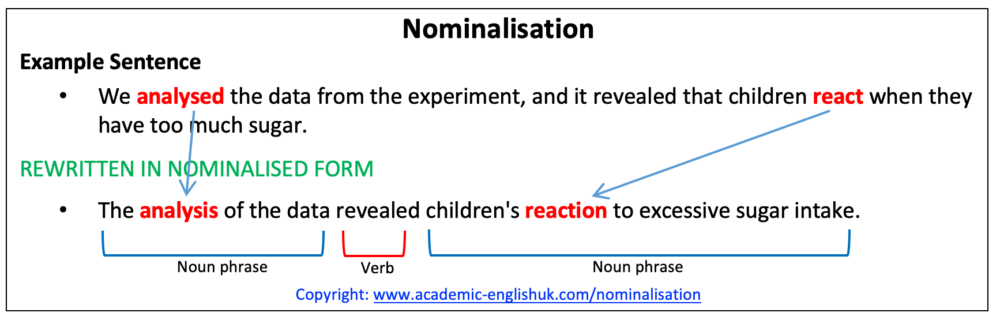 Nominalisation
Example Sentence
• We analysed the data from the experiment, and it revealed that children react when they
have too much sugar.
REWRITTEN IN NOMINALISED FORM
• The analysis of the data revealed children's reaction to excessive sugar intake.
Noun phrase Verb Noun phrase
Copyright: www.academic-englishuk.com/nominalisation